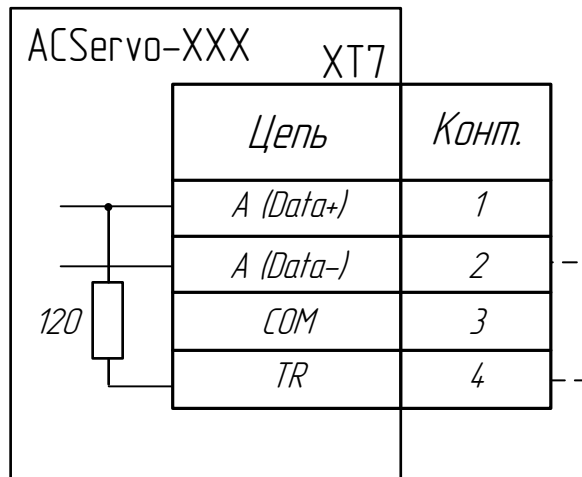 ACServo-XXX
XT7
Цепь Конт.
A (Data+) 1
A (Data-) 2
COM 3
TR 4
120